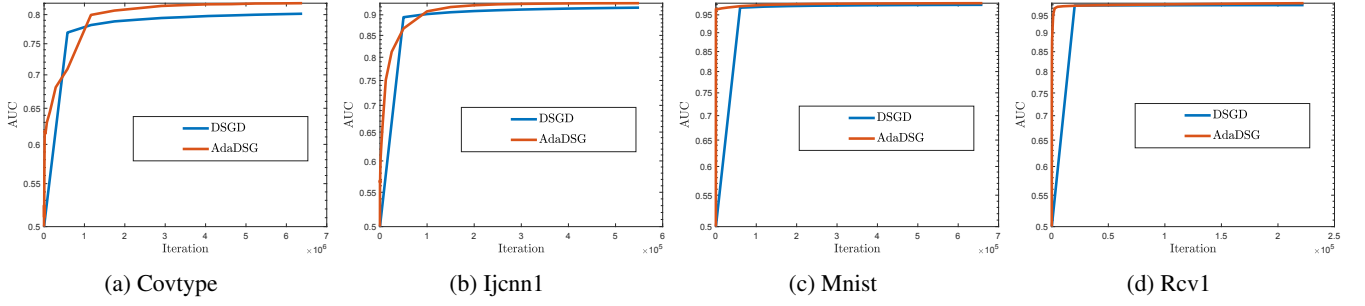 AUC
0.8
0.75
0.7
0.65
0.6
0.55
0.5
0 1 2 3 4 5 6 7
Iteration
×10⁶
DSGD
AdaDSG
(a) Covtype
AUC
0.9
0.85
0.8
0.75
0.7
0.65
0.6
0.55
0.5
0 1 2 3 4 5 6
Iteration
×10⁵
DSGD
AdaDSG
(b) Ijcnn1
AUC
0.95
0.9
0.85
0.8
0.75
0.7
0.65
0.6
0.55
0.5
0 1 2 3 4 5 6 7
Iteration
×10⁵
DSGD
AdaDSG
(c) Mnist
AUC
0.95
0.9
0.85
0.8
0.75
0.7
0.65
0.6
0.55
0.5
0 0.5 1 1.5 2 2.5
Iteration
×10⁵
DSGD
AdaDSG
(d) Rcv1